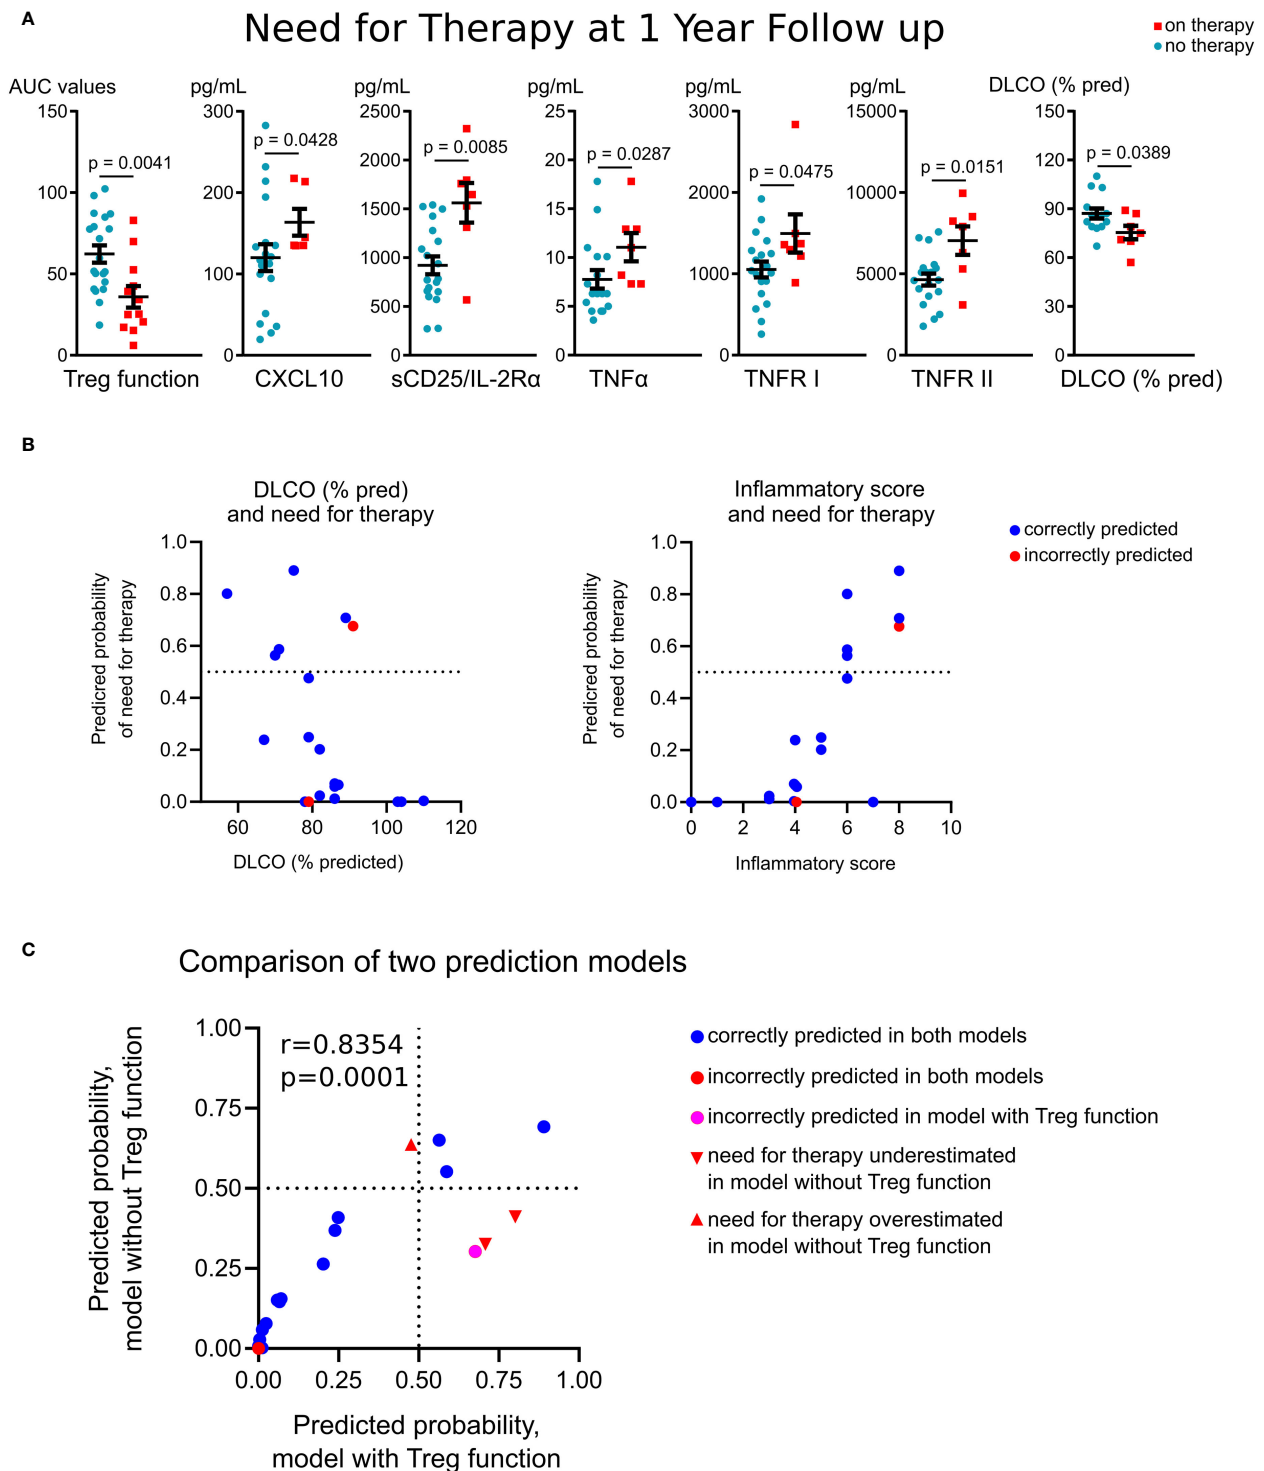 A
Need for Therapy at 1 Year Follow up
on therapy
no therapy
AUC values
150
100
50
0
p = 0.0041
Treg function
pg/mL
300
200
100
0
p = 0.0428
CXCL10
pg/mL
2500
2000
1500
1000
500
0
p = 0.0085
sCD25/IL-2Rα
pg/mL
25
20
15
10
5
0
p = 0.0287
TNFα
pg/mL
3000
2000
1000
0
p = 0.0475
TNFR I
pg/mL
15000
10000
5000
0
p = 0.0151
TNFR II
DLCO (% pred)
150
120
90
60
30
0
p = 0.0389
DLCO (% pred)
B
DLCO (% pred)
and need for therapy
Predicred probability
of need for therapy
1.0
0.8
0.6
0.4
0.2
0.0
60 80 100 120
DLCO (% predicted)
Inflammatory score
and need for therapy
Predicred probability
of need for therapy
1.0
0.8
0.6
0.4
0.2
0.0
0 2 4 6 8 10
Inflammatory score
correctly predicted
incorrectly predicted
C
Comparison of two prediction models
Predicted probability,
model without Treg function
1.00
0.75
0.50
0.25
0.00
r=0.8354
p=0.0001
0.00 0.25 0.50 0.75 1.00
Predicted probability,
model with Treg function
correctly predicted in both models
incorrectly predicted in both models
incorrectly predicted in model with Treg function
need for therapy underestimated
in model without Treg function
need for therapy overestimated
in model without Treg function